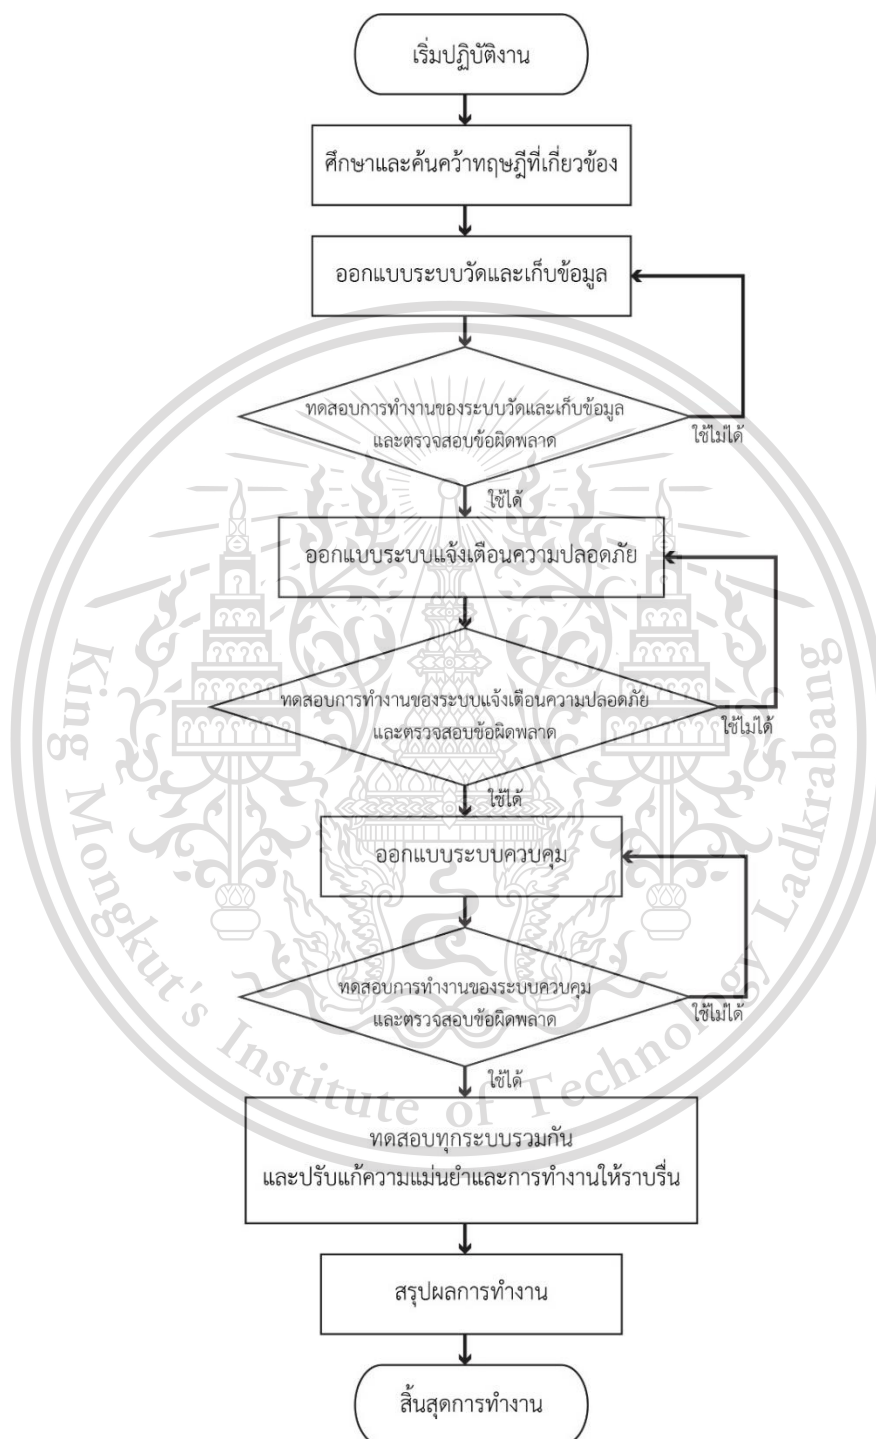 เริ่มปฏิบัติงาน
ศึกษาและค้นคว้าทฤษฎีที่เกี่ยวข้อง
ออกแบบระบบวัดและเก็บข้อมูล
ทดสอบการทำงานของระบบวัดและเก็บข้อมูล
และตรวจสอบข้อผิดพลาด
ใช้ไม่ได้
ใช้ได้
ออกแบบระบบแจ้งเตือนความปลอดภัย
ทดสอบการทำงานของระบบแจ้งเตือนความปลอดภัย
และตรวจสอบข้อผิดพลาด
ใช้ไม่ได้
ใช้ได้
ออกแบบระบบควบคุม
ทดสอบการทำงานของระบบควบคุม
และตรวจสอบข้อผิดพลาด
ใช้ไม่ได้
ใช้ได้
ทดสอบทุกระบบรวมกัน
และปรับแก้ความแม่นยำและการทำงานให้ราบรื่น
สรุปผลการทำงาน
สิ้นสุดการทำงาน
King Mongkut's Institute of Technology Ladkrabang